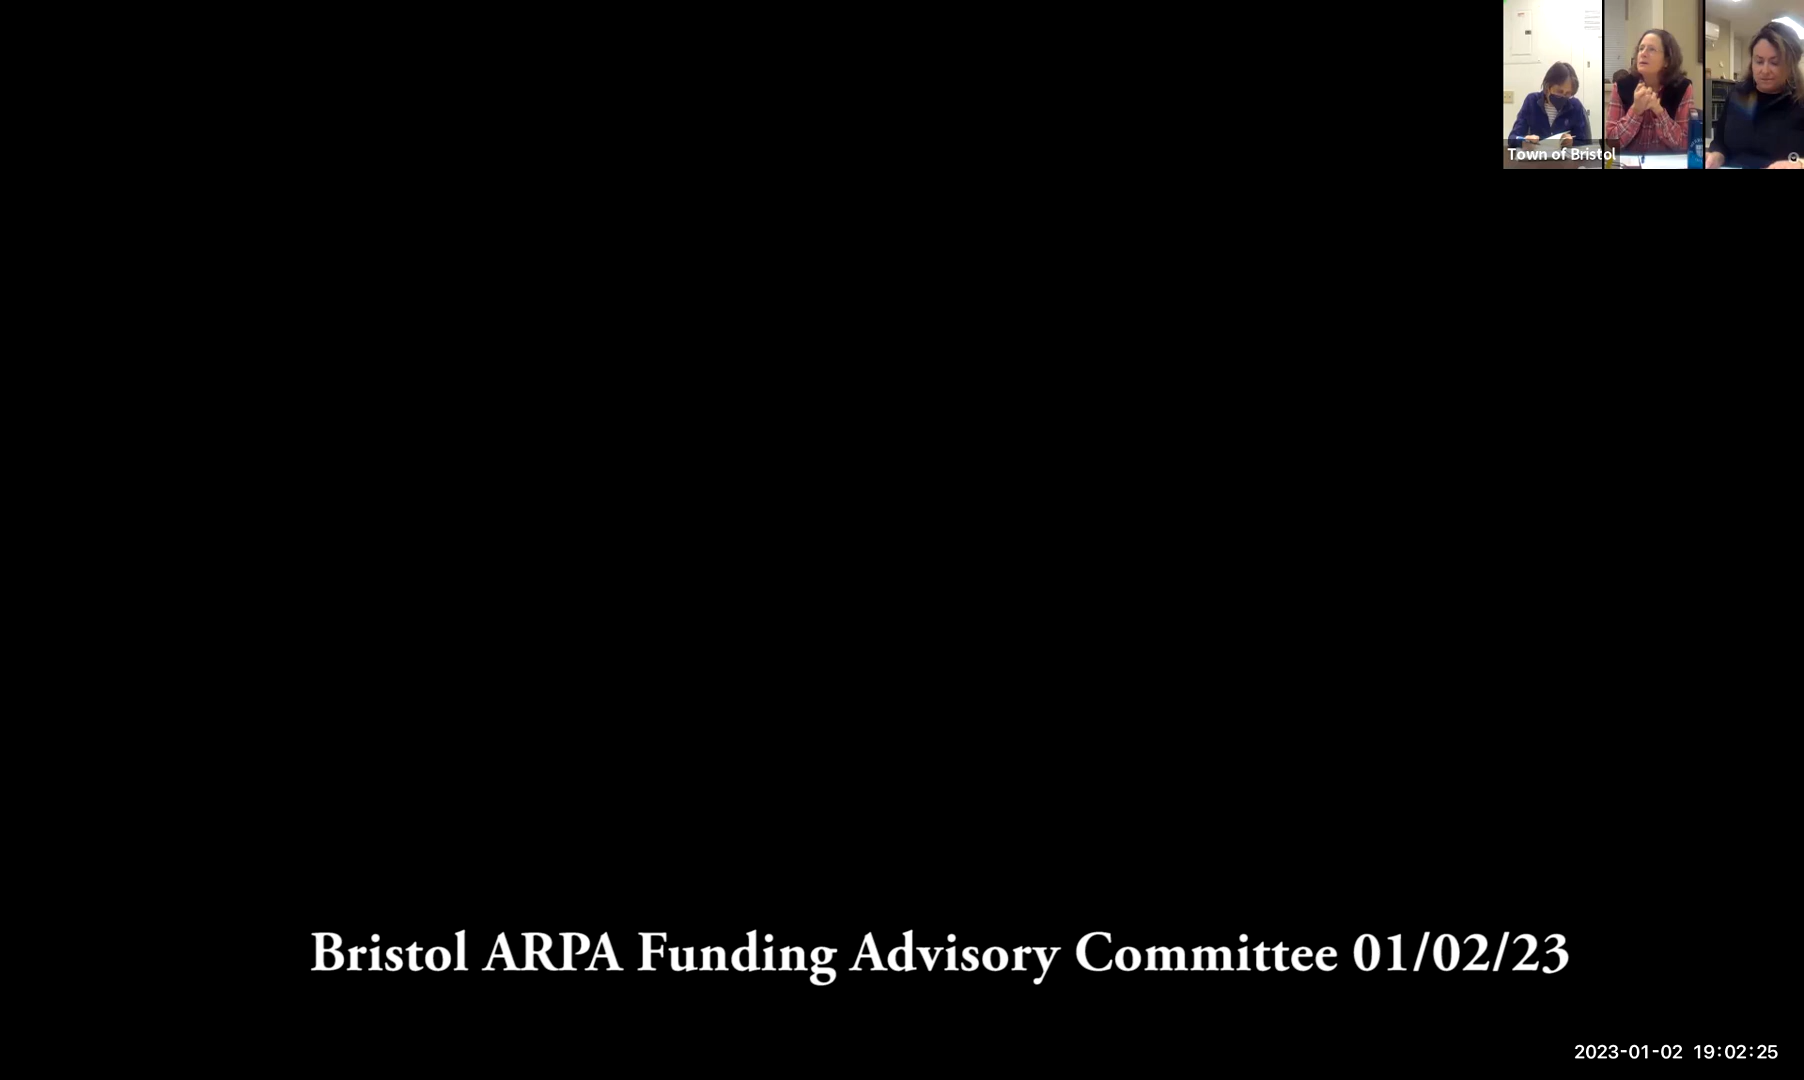 Town of Bristol
Bristol ARPA Funding Advisory Committee 01/02/23
2023-01-02 19:02:25